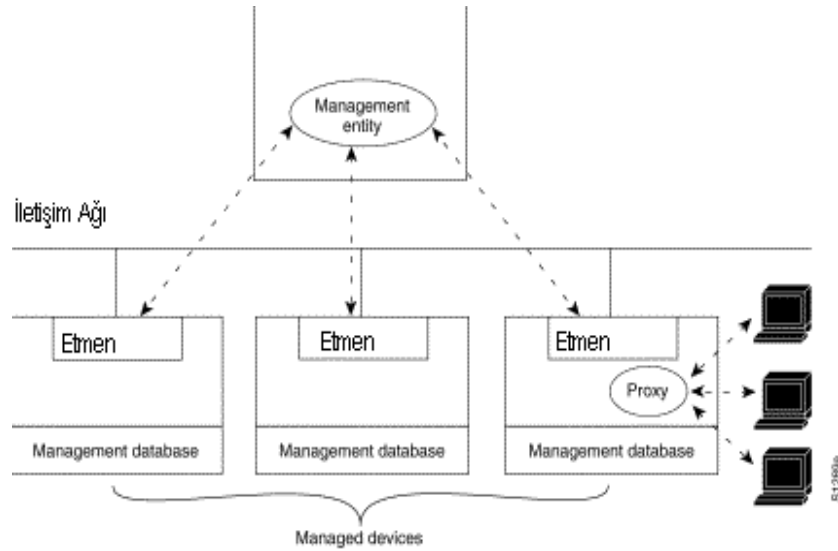 Management
entity
İletişim Ağı
Etmen
Etmen
Etmen
Proxy
Management database
Management database
Management database
Managed devices